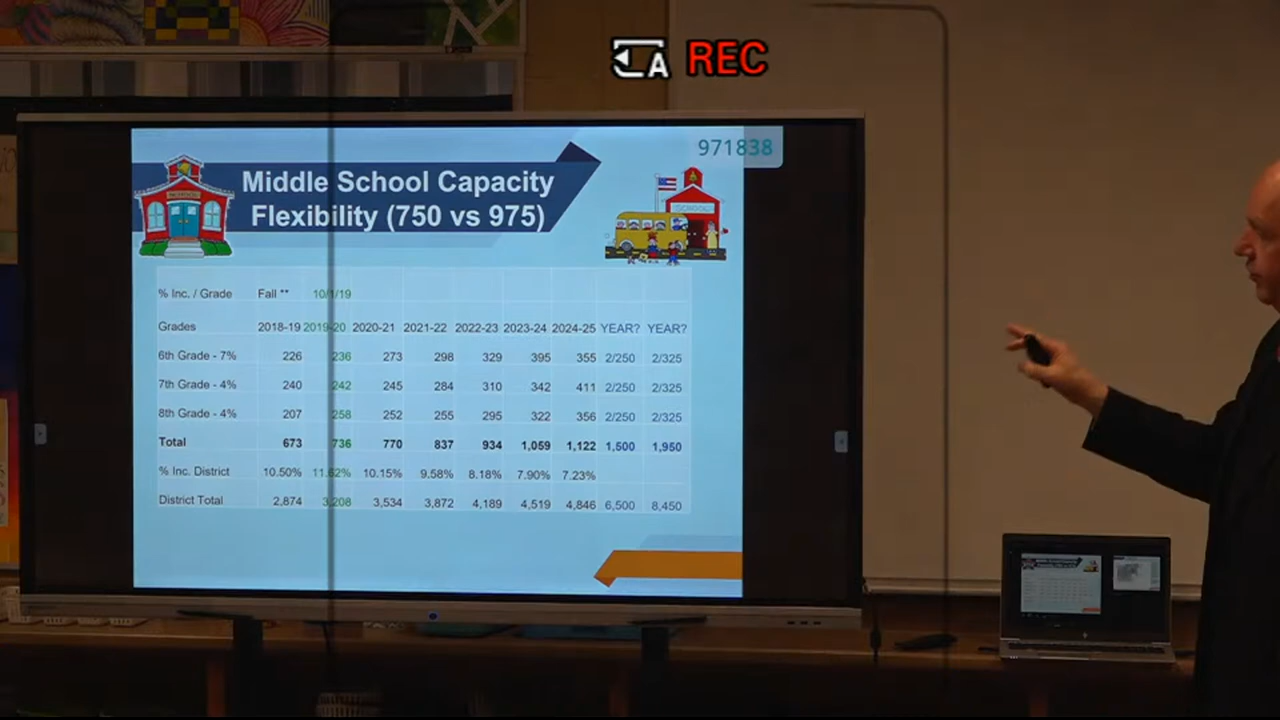 A REC
971838
Middle School Capacity
Flexibility (750 vs 975)
SCHOOL
% Inc. / Grade Fall ** 10/1/19
Grades 2018-19 2019-20 2020-21 2021-22 2022-23 2023-24 2024-25 YEAR? YEAR?
6th Grade - 7% 226 236 273 298 329 395 355 2/250 2/325
7th Grade - 4% 240 242 245 284 310 342 411 2/250 2/325
8th Grade - 4% 207 258 252 255 295 322 356 2/250 2/325
Total 673 736 770 837 934 1,059 1,122 1,500 1,950
% Inc. District 10.50% 11.62% 10.15% 9.58% 8.18% 7.90% 7.23%
District Total 2,874 3,208 3,534 3,872 4,189 4,519 4,846 6,500 8,450